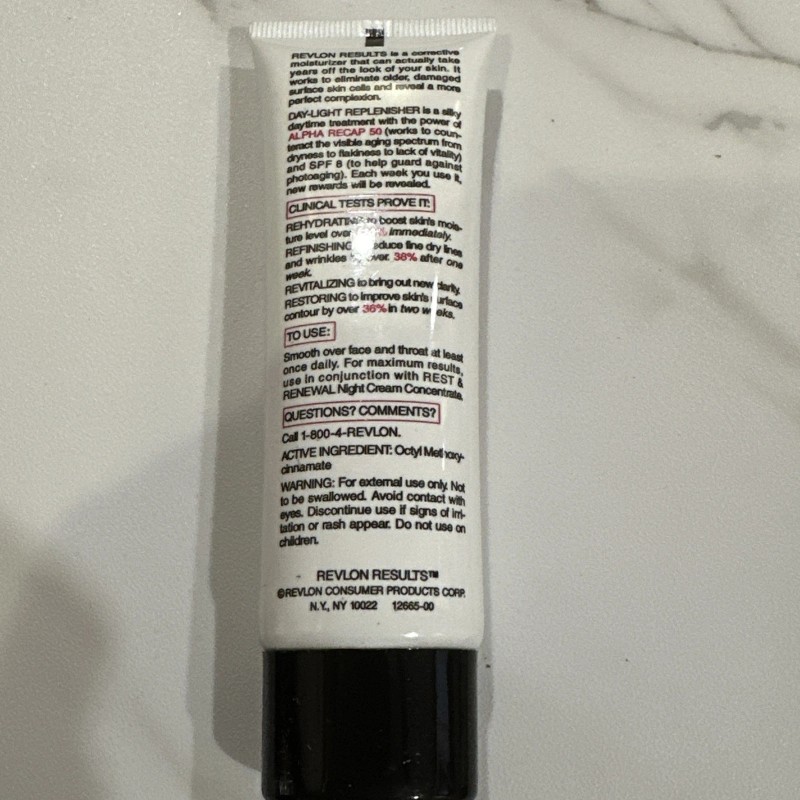 REVLON RESULTS is a corrective
moisturizer that can actually take
years off the look of your skin. It
works to eliminate older, damaged
surface skin cells and reveal a more
perfect complexion.
DAY-LIGHT REPLENISHER is a silky
daytime treatment with the power of
ALPHA RECAP 50 (works to coun-
teract the visible aging spectrum from
dryness to flakiness to lack of vitality)
and SPF 8 (to help guard against
photoaging). Each week you use it,
new rewards will be revealed.
CLINICAL TESTS PROVE IT:
REHYDRATING to boost skin's mois-
ture level over immediately.
REFINISHING reduce fine dry lines
and wrinkles by over 38% after one
week.
REVITALIZING to bring out new clarity.
RESTORING to improve skin's surface
contour by over 36% in two weeks.
TO USE:
Smooth over face and throat at least
once daily. For maximum results,
use in conjunction with REST &
RENEWAL Night Cream Concentrate.
QUESTIONS? COMMENTS?
Call 1-800-4-REVLON.
ACTIVE INGREDIENT: Octyl Methoxy-
cinnamate
WARNING: For external use only. Not
to be swallowed. Avoid contact with
eyes. Discontinue use if signs of irri-
tation or rash appear. Do not use on
children.
REVLON RESULTS™
©REVLON CONSUMER PRODUCTS CORP.
N.Y., NY 10022 12665-00